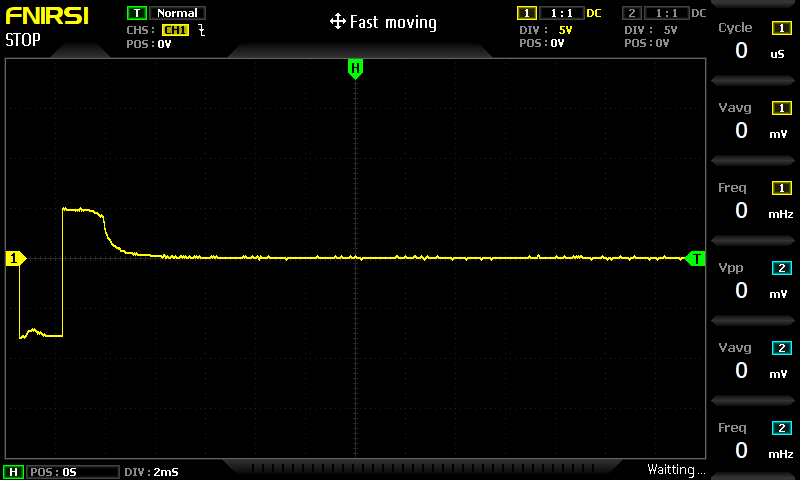 FNIRSI
STOP
T Normal
CHS: CH1
POS: 0V
Fast moving
1 1:1 DC
DIV: 5V
POS: 0V
2 1:1 DC
DIV: 5V
POS: 0V
H
1
T
Cycle 1
0 uS
Vavg 1
0 mV
Freq 1
0 mHz
Vpp 2
0 mV
Vavg 2
0 mV
Freq 2
0 mHz
H POS: 0S DIV: 2mS
Waitting...